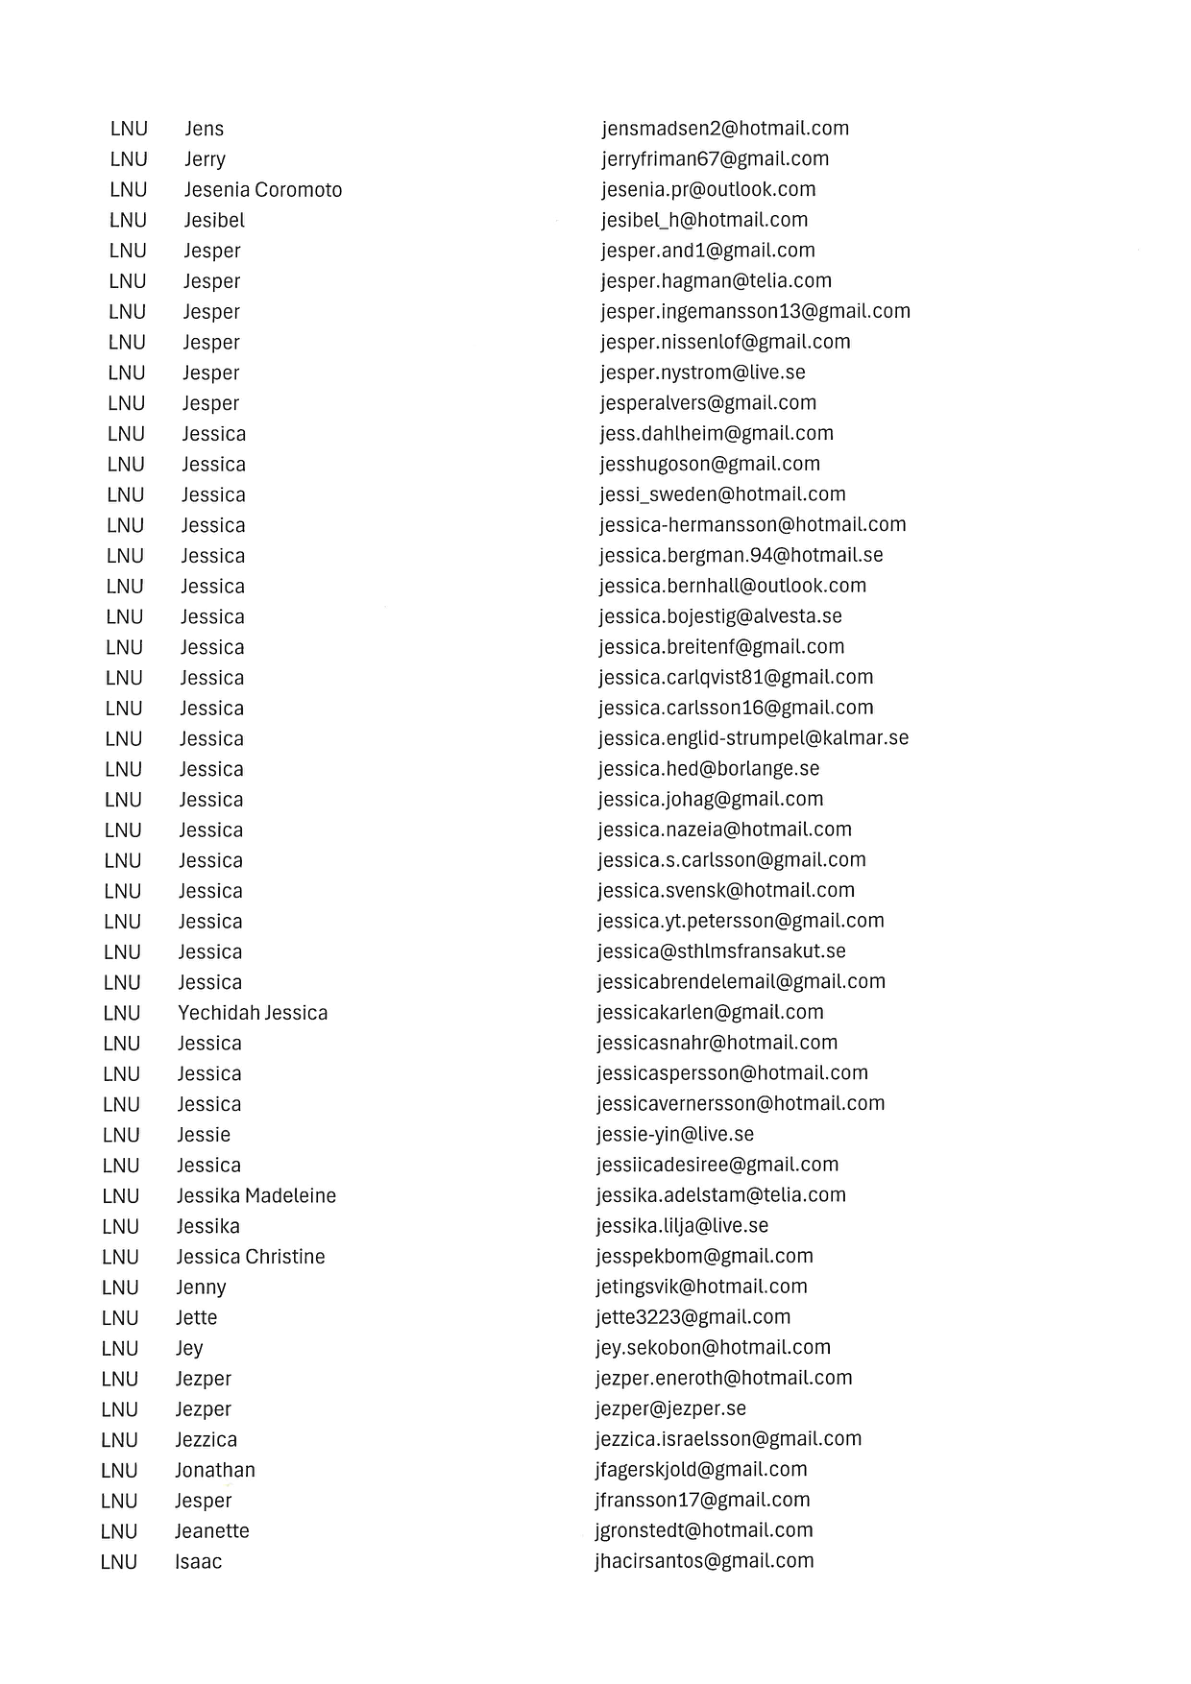 LNU Jens jensmadsen2@hotmail.com
LNU Jerry jerryfriman67@gmail.com
LNU Jesenia Coromoto jesenia.pr@outlook.com
LNU Jesibel jesibel_h@hotmail.com
LNU Jesper jesper.and1@gmail.com
LNU Jesper jesper.hagman@telia.com
LNU Jesper jesper.ingemansson13@gmail.com
LNU Jesper jesper.nissenlof@gmail.com
LNU Jesper jesper.nystrom@live.se
LNU Jesper jesperalvers@gmail.com
LNU Jessica jess.dahlheim@gmail.com
LNU Jessica jesshugoson@gmail.com
LNU Jessica jessi_sweden@hotmail.com
LNU Jessica jessica-hermansson@hotmail.com
LNU Jessica jessica.bergman.94@hotmail.se
LNU Jessica jessica.bernhall@outlook.com
LNU Jessica jessica.bojestig@alvesta.se
LNU Jessica jessica.breitenf@gmail.com
LNU Jessica jessica.carlqvist81@gmail.com
LNU Jessica jessica.carlsson16@gmail.com
LNU Jessica jessica.englid-strumpel@kalmar.se
LNU Jessica jessica.hed@borlange.se
LNU Jessica jessica.johag@gmail.com
LNU Jessica jessica.nazeia@hotmail.com
LNU Jessica jessica.s.carlsson@gmail.com
LNU Jessica jessica.svensk@hotmail.com
LNU Jessica jessica.yt.petersson@gmail.com
LNU Jessica jessica@sthlmsfransakut.se
LNU Jessica jessicabrendelemail@gmail.com
LNU Yechidah Jessica jessicakarlen@gmail.com
LNU Jessica jessicasnahr@hotmail.com
LNU Jessica jessicaspersson@hotmail.com
LNU Jessica jessicavernersson@hotmail.com
LNU Jessie jessie-yin@live.se
LNU Jessica jessiicadesiree@gmail.com
LNU Jessika Madeleine jessika.adelstam@telia.com
LNU Jessika jessika.lilja@live.se
LNU Jessica Christine jesspekbom@gmail.com
LNU Jenny jetingsvik@hotmail.com
LNU Jette jette3223@gmail.com
LNU Jey jey.sekobon@hotmail.com
LNU Jezper jezper.eneroth@hotmail.com
LNU Jezper jezper@jezper.se
LNU Jezzica jezzica.israelsson@gmail.com
LNU Jonathan jfagerskjold@gmail.com
LNU Jesper jfransson17@gmail.com
LNU Jeanette jgronstedt@hotmail.com
LNU Isaac jhacirsantos@gmail.com